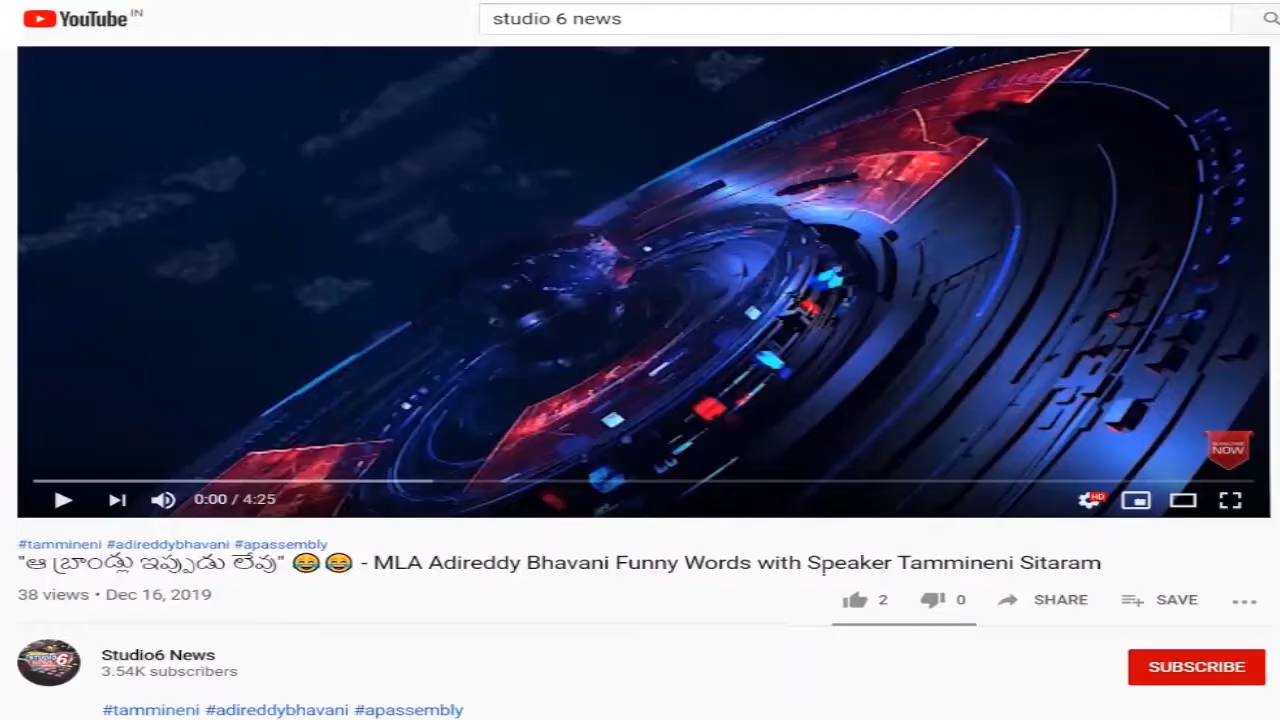 YouTube IN
studio 6 news
SUBSCRIBE
NOW
0:00 / 4:25
HD
#tammineni #adireddybhavani #apassembly
"ఆ బ్రాండ్లు ఇప్పుడు లేవు" 😂😂 - MLA Adireddy Bhavani Funny Words with Speaker Tammineni Sitaram
38 views • Dec 16, 2019
2 0 SHARE SAVE
Studio6 News
3.54K subscribers
SUBSCRIBE
#tammineni #adireddybhavani #apassembly